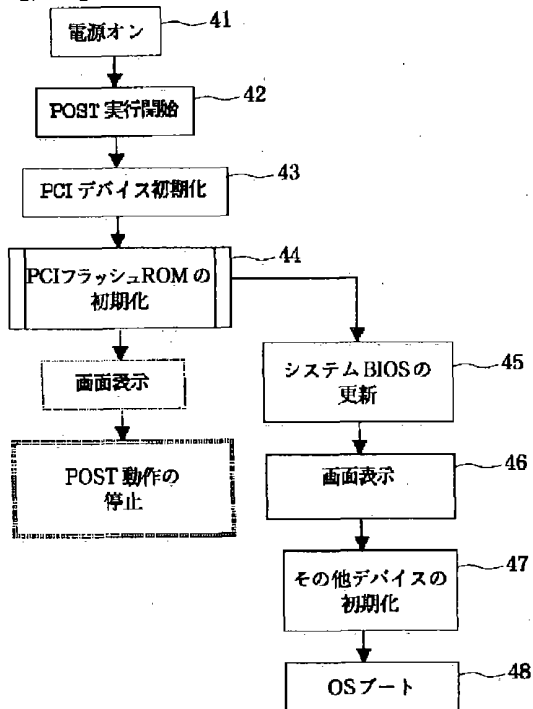 電源オン
41
POST 実行開始
42
PCI デバイス初期化
43
PCIフラッシュROM の
初期化
44
画面表示
POST 動作の
停止
システム BIOS の
更新
45
画面表示
46
その他デバイスの
初期化
47
OS ブート
48